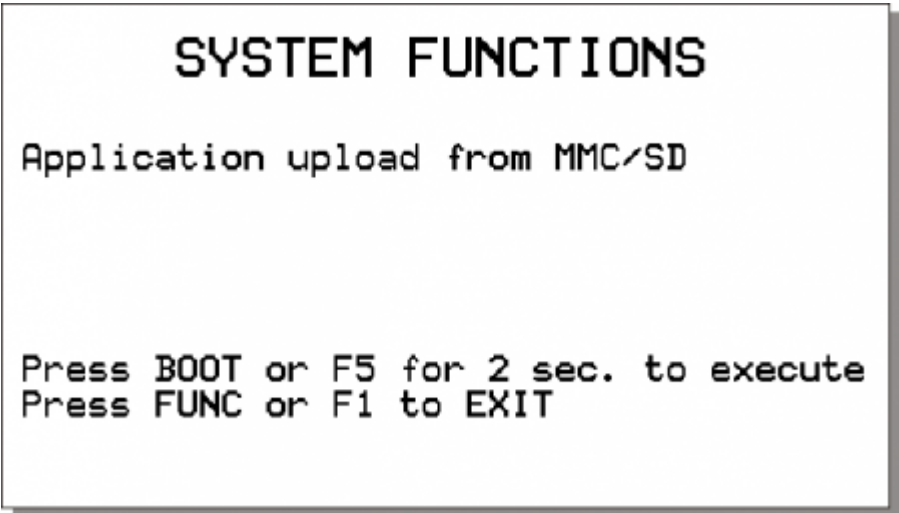 SYSTEM FUNCTIONS
Application upload from MMC/SD
Press BOOT or F5 for 2 sec. to execute
Press FUNC or F1 to EXIT